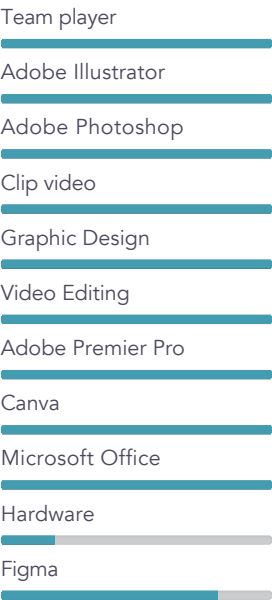 Team player
Adobe Illustrator
Adobe Photoshop
Clip video
Graphic Design
Video Editing
Adobe Premier Pro
Canva
Microsoft Office
Hardware
Figma